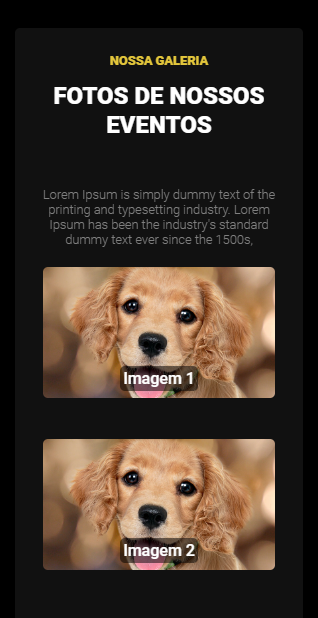 NOSSA GALERIA
FOTOS DE NOSSOS
EVENTOS
Lorem Ipsum is simply dummy text of the
printing and typesetting industry. Lorem
Ipsum has been the industry's standard
dummy text ever since the 1500s,
Imagem 1
Imagem 2